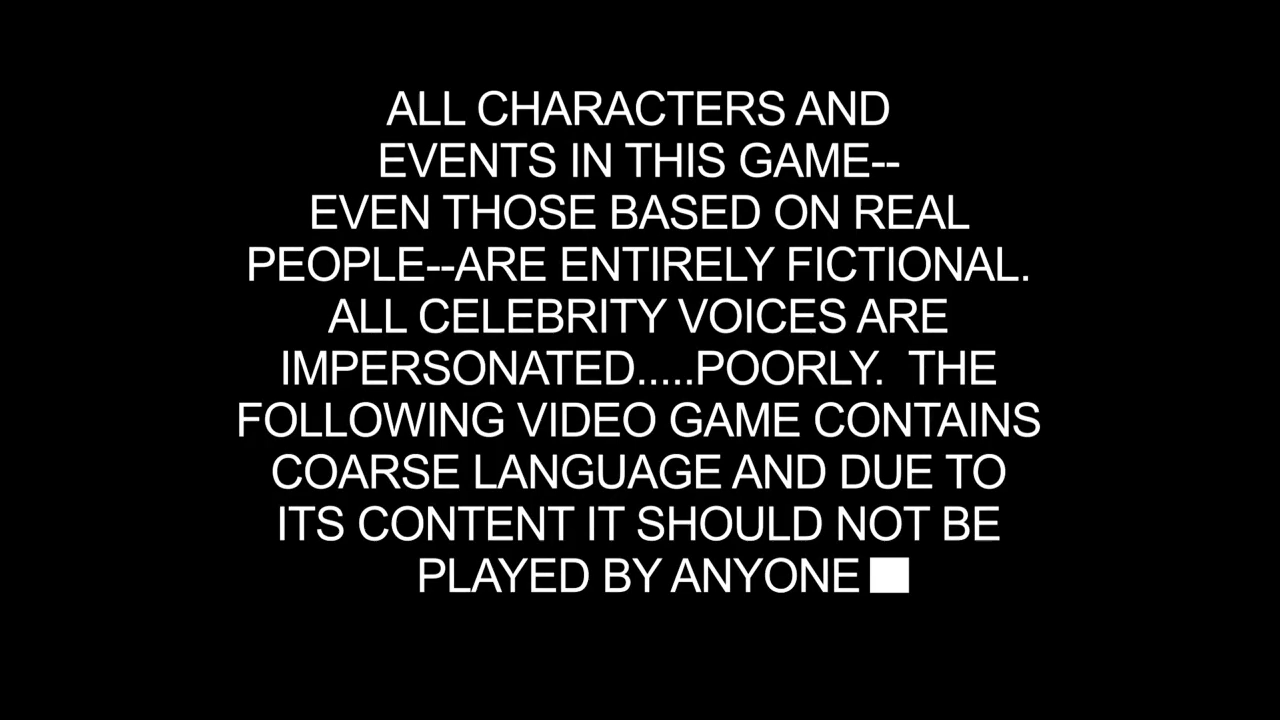 ALL CHARACTERS AND
EVENTS IN THIS GAME--
EVEN THOSE BASED ON REAL
PEOPLE--ARE ENTIRELY FICTIONAL.
ALL CELEBRITY VOICES ARE
IMPERSONATED.....POORLY.  THE
FOLLOWING VIDEO GAME CONTAINS
COARSE LANGUAGE AND DUE TO
ITS CONTENT IT SHOULD NOT BE
PLAYED BY ANYONE